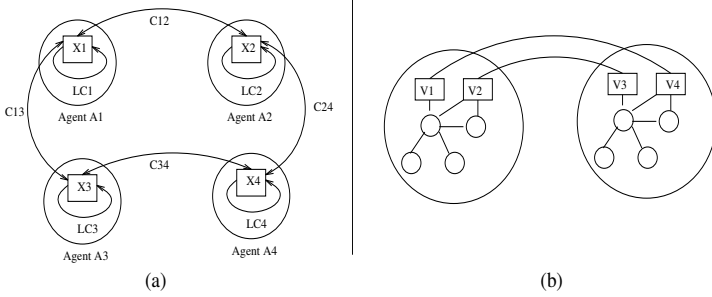 C12
X1
X2
LC1
LC2
Agent A1
Agent A2
C13
C24
C34
X3
X4
LC3
LC4
Agent A3
Agent A4
(a)
V1
V2
V3
V4
(b)